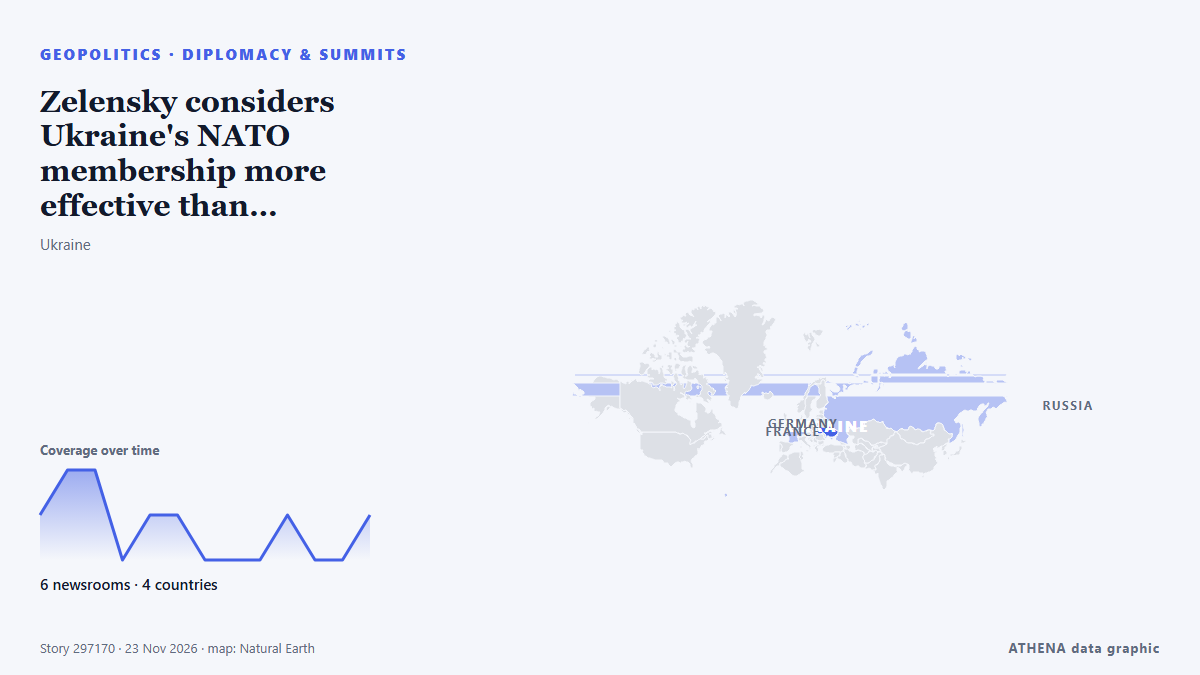 GEOPOLITICS · DIPLOMACY & SUMMITS
Zelensky considers
Ukraine's NATO
membership more
effective than...
Ukraine
RUSSIA
GERMANY
FRANCE
AINE
Coverage over time
6 newsrooms · 4 countries
Story 297170 · 23 Nov 2026 · map: Natural Earth
ATHENA data graphic